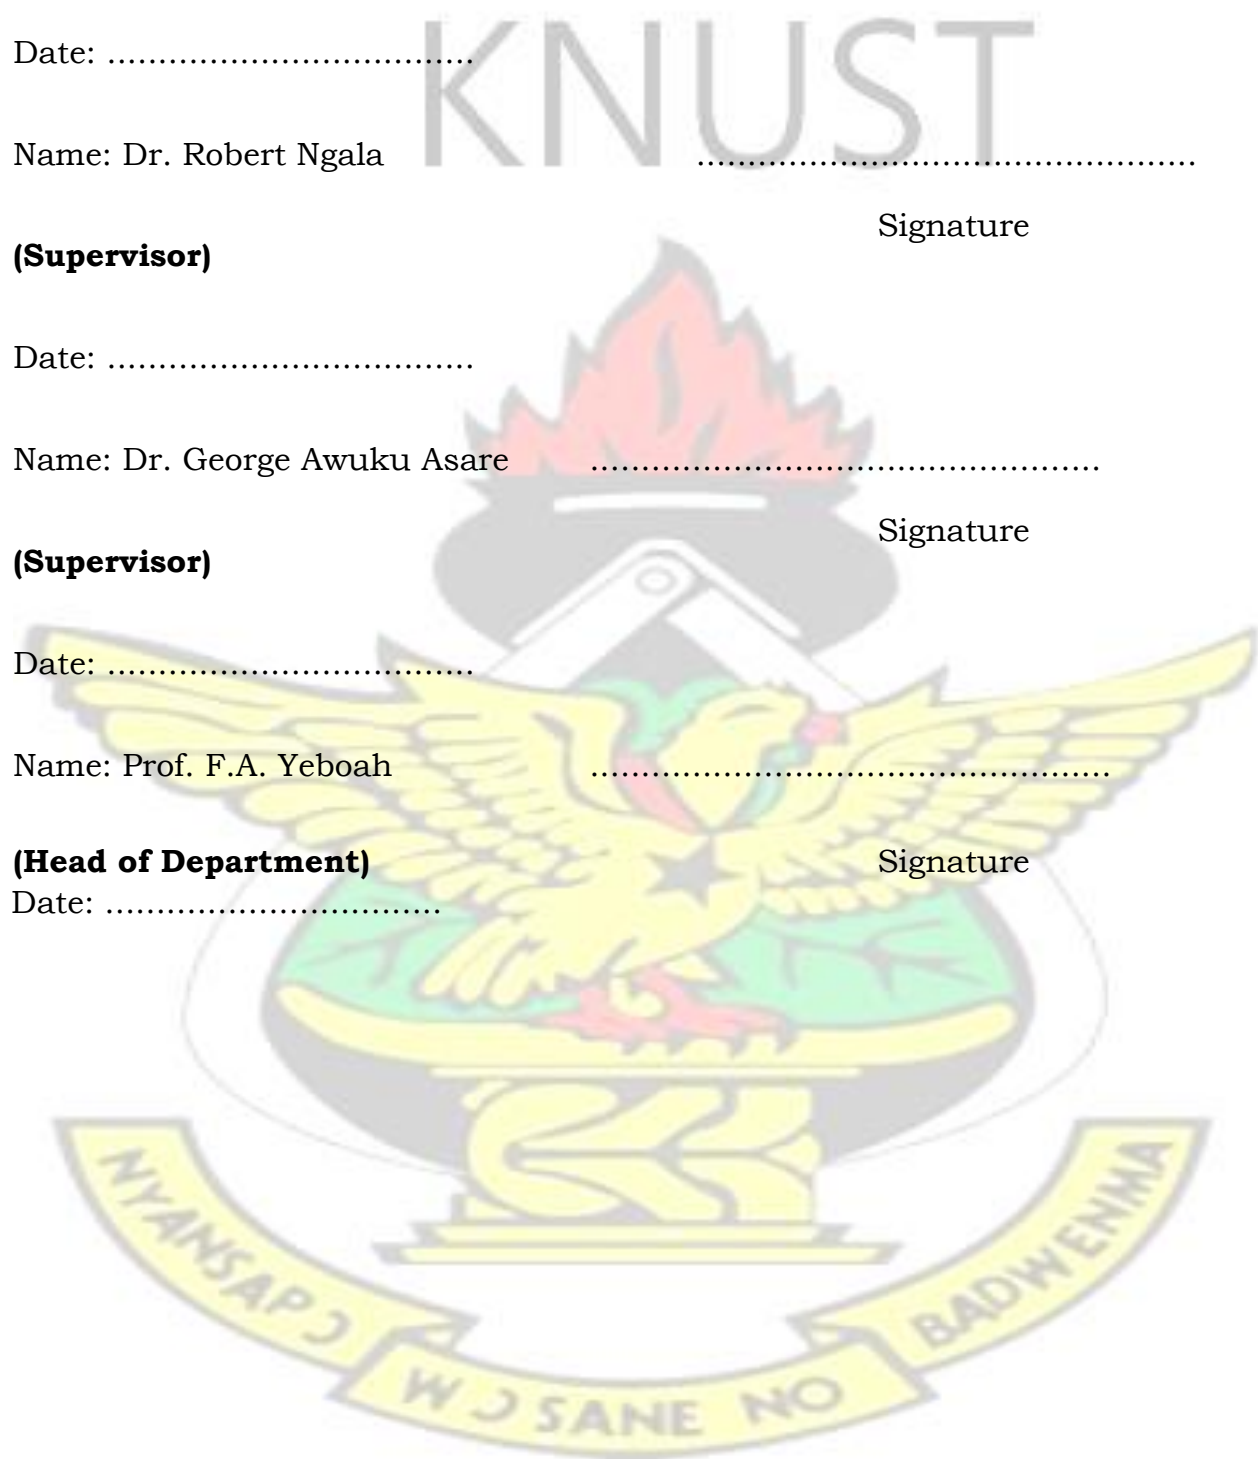 KNUST
Date: ....................................
Name: Dr. Robert Ngala .................................................
Signature
(Supervisor)
Date: ....................................
Name: Dr. George Awuku Asare ..................................................
Signature
(Supervisor)
Date: ....................................
Name: Prof. F.A. Yeboah ...................................................
(Head of Department) Signature
Date: .................................
NYANSAPƆ WƆSANE NO BADWENMA